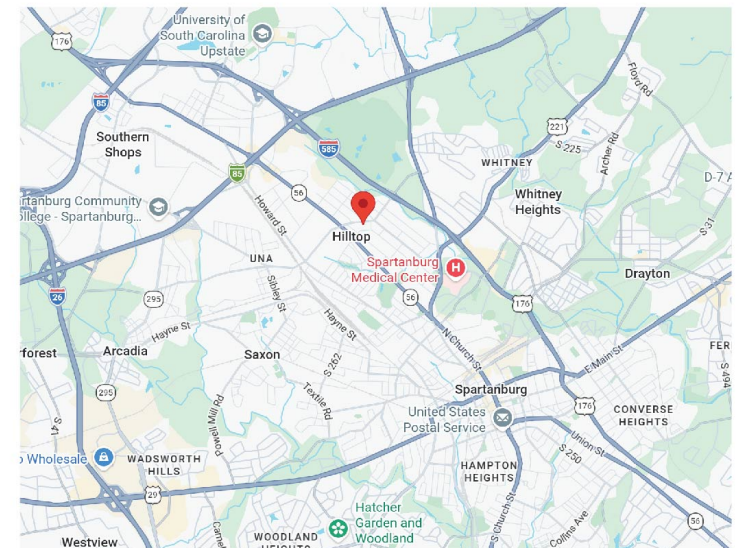 University of
South Carolina
Upstate
176
Floyd Rd
85
Southern
Shops
585
221
S 225
Archer Rd
WHITNEY
85
56
D-7
rtanburg Community
ollege - Spartanburg...
Howard St
Whitney
Heights
S-31
Hilltop
UNA
Spartanburg
Medical Center
H
Drayton
26
295
Sibley St
56
176
Hayne St
Hayne St
N Church St
forest
Arcadia
Saxon
S 262
E Main St
FER
S-494
295
Textile Rd
Spartanburg
S-41
Powell Mill Rd
United States
Postal Service
176
CONVERSE
HEIGHTS
Union St
S 250
o Wholesale
WADSWORTH
HILLS
HAMPTON
HEIGHTS
29
S Church St
Collins Ave
56
Hatcher
Garden and
Woodland
Westview
WOODLAND
HEIGHTS